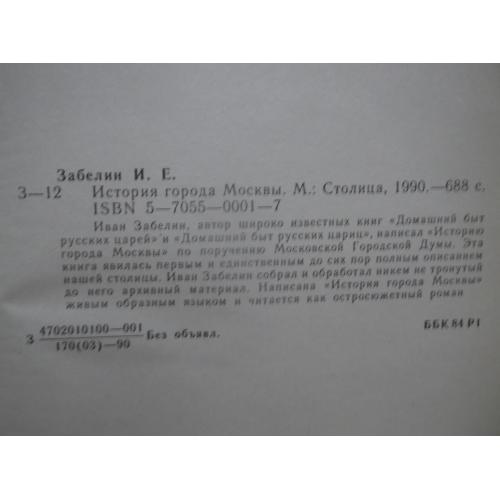 Забелин И. Е.
З—12 История города Москвы. М.: Столица, 1990.—688 с.
ISBN 5—7055—0001—7
Иван Забелин, автор широко известных книг «Домашний быт
русских царей» и «Домашний быт русских цариц», написал «Историю
города Москвы» по поручению Московской Городской Думы. Эта
книга явилась первым и единственным до сих пор полным описанием
нашей столицы. Иван Забелин собрал и обработал никем не тронутый
до него архивный материал. Написана «История города Москвы»
живым образным языком и читается как остросюжетный роман
З 4702010100—001 Без объявл. ББК 84 Р1
170(03)—90